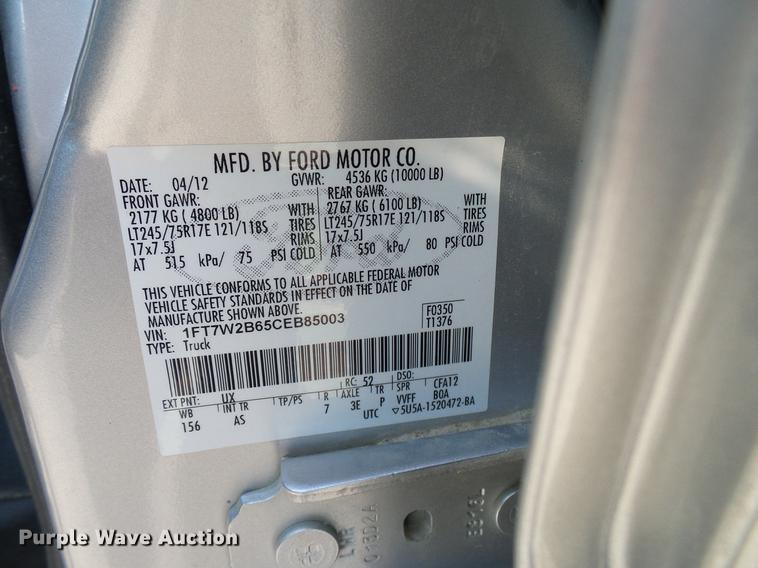 MFD. BY FORD MOTOR CO.
DATE: 04/12 GVWR: 4536 KG (10000 LB)
FRONT GAWR: REAR GAWR:
2177 KG ( 4800 LB) WITH 2767 KG ( 6100 LB) WITH
LT245/75R17E 121/118S TIRES LT245/75R17E 121/118S TIRES
17x7.5J RIMS 17x7.5J RIMS
AT 515 kPa/ 75 PSI COLD AT 550 kPa/ 80 PSI COLD
THIS VEHICLE CONFORMS TO ALL APPLICABLE FEDERAL MOTOR
VEHICLE SAFETY STANDARDS IN EFFECT ON THE DATE OF
MANUFACTURE SHOWN ABOVE.
VIN: 1FT7W2B65CEB85003 F0350
TYPE: Truck T1376
EXT PNT: UX RC: 52 DSO:
WB INT TR TP/PS R AXLE TR SPR CFA12
156 AS 7 3E P VVFF BOA
UTC ▽5U5A-1520472-BA
LMR
Purple Wave Auction